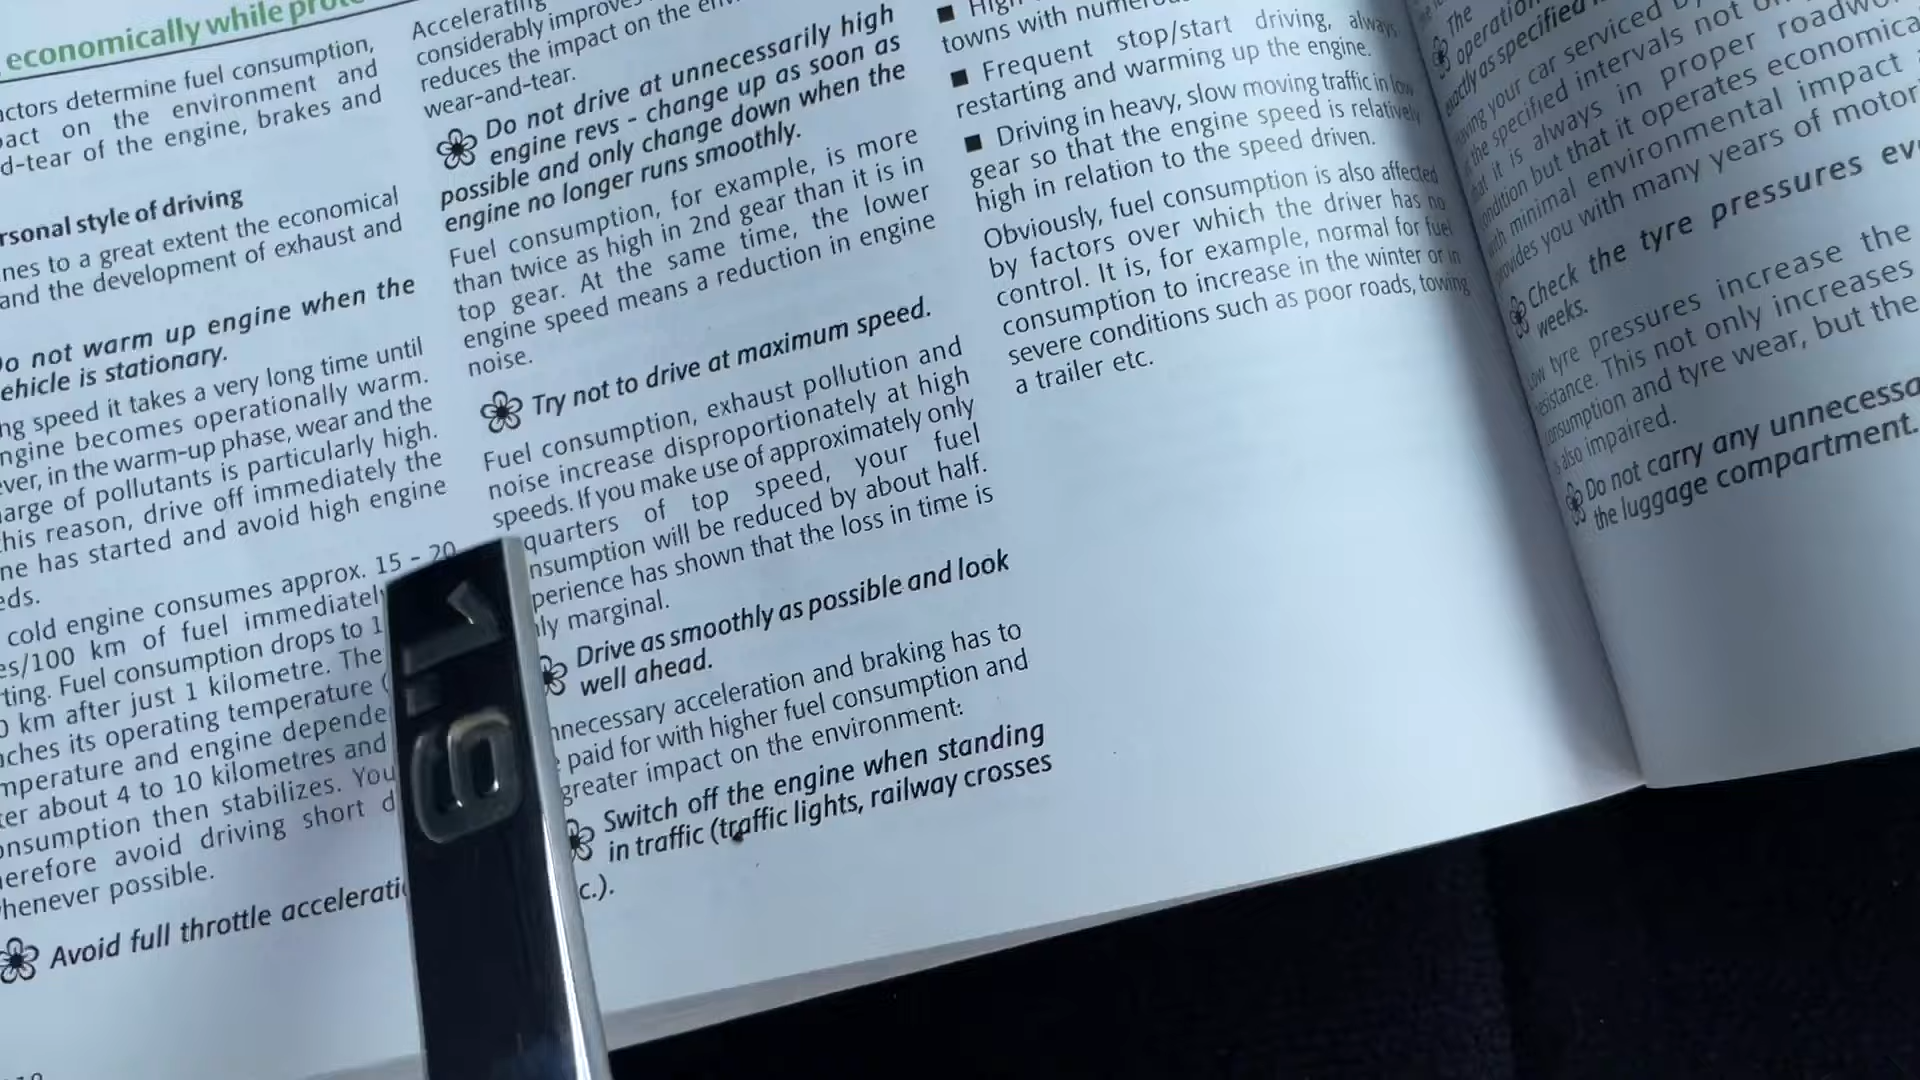 economically while
actors determine fuel consumption,
pact on the environment and
d-tear of the engine, brakes and
rsonal style of driving
nes to a great extent the economical
and the development of exhaust and
Do not warm up engine when the
ehicle is stationary.
ng speed it takes a very long time until
ngine becomes operationally warm.
ver, in the warm-up phase, wear and the
harge of pollutants is particularly high.
this reason, drive off immediately the
ne has started and avoid high engine
eds.
cold engine consumes approx. 15 – 20
es/100 km of fuel immediately
ting. Fuel consumption drops to 1
0 km after just 1 kilometre. The
ches its operating temperature (
mperature and engine depende
ter about 4 to 10 kilometres and
onsumption then stabilizes. You
herefore avoid driving short d
henever possible.
Avoid full throttle accelerati
Accelerating
considerably improve
reduces the impact on the en
wear-and-tear.
Do not drive at unnecessarily high
engine revs - change up as soon as
possible and only change down when the
engine no longer runs smoothly.
Fuel consumption, for example, is more
than twice as high in 2nd gear than it is in
top gear. At the same time, the lower
engine speed means a reduction in engine
noise.
Try not to drive at maximum speed.
Fuel consumption, exhaust pollution and
noise increase disproportionately at high
speeds. If you make use of approximately only
quarters of top speed, your fuel
nsumption will be reduced by about half.
perience has shown that the loss in time is
ly marginal.
Drive as smoothly as possible and look
well ahead.
nnecessary acceleration and braking has to
paid for with higher fuel consumption and
greater impact on the environment:
Switch off the engine when standing
in traffic (traffic lights, railway crosses
c.).
1.9
■ High
towns with numero
■ Frequent stop/start driving, always
restarting and warming up the engine.
■ Driving in heavy, slow moving traffic in low
gear so that the engine speed is relatively
high in relation to the speed driven.
Obviously, fuel consumption is also affected
by factors over which the driver has no
control. It is, for example, normal for fuel
consumption to increase in the winter or in
severe conditions such as poor roads, towing
a trailer etc.
The
operation
exactly as specified
aving your car serviced
the specified intervals not
that it is always in proper roadwo
ondition but that it operates economica
with minimal environmental impact
provides you with many years of motor
Check the tyre pressures ev
weeks.
Low tyre pressures increase the
resistance. This not only increases
consumption and tyre wear, but the
is also impaired.
Do not carry any unnecessa
the luggage compartment.